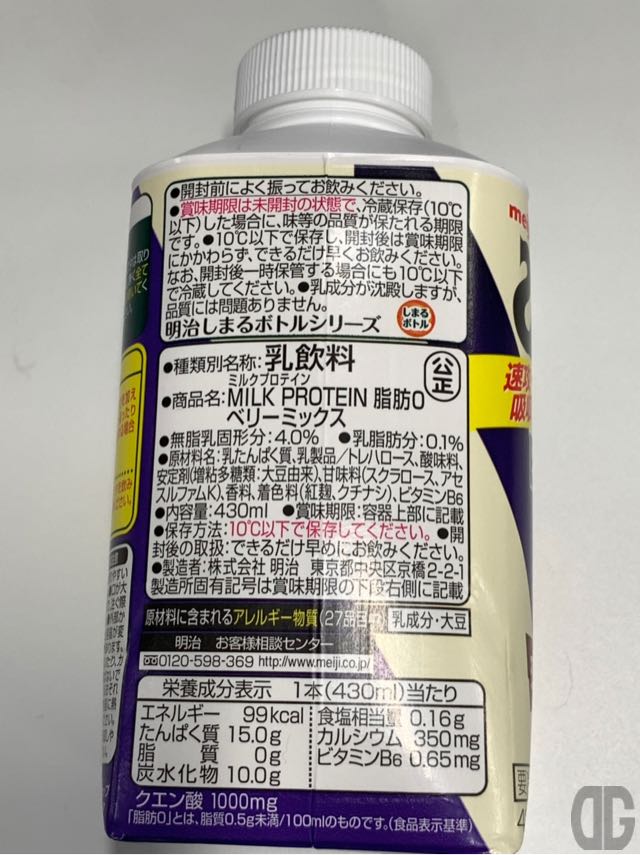 ●開封前によく振ってお飲みください。
●賞味期限は未開封の状態で、冷蔵保存(10℃
以下)した場合に、味等の品質が保たれる期限
です。●10℃以下で保存し、開封後は賞味期限
にかかわらず、できるだけ早くお飲みください。
なお、開封後一時保管する場合にも10℃以下
で冷蔵してください。●乳成分が沈殿しますが、
品質には問題ありません。
明治しまるボトルシリーズ
しまる
ボトル
●種類別名称:乳飲料
公正
ミルクプロテイン
●商品名:MILK PROTEIN 脂肪0
ベリーミックス
●無脂乳固形分:4.0% ●乳脂肪分:0.1%
●原材料名:乳たんぱく質、乳製品/トレハロース、酸味料、
安定剤(増粘多糖類:大豆由来)、甘味料(スクラロース、アセ
スルファムK)、香料、着色料(紅麹、クチナシ)、ビタミンB6
●内容量:430ml ●賞味期限:容器上部に記載
●保存方法:10℃以下で保存してください。●開
封後の取扱:できるだけ早めにお飲みください。
●製造者:株式会社 明治 東京都中央区京橋2-2-1
製造所固有記号は賞味期限の下段右側に記載
原材料に含まれるアレルギー物質(27品目中) 乳成分・大豆
明治 お客様相談センター
0120-598-369 http://www.meiji.co.jp/
栄養成分表示 1本(430ml)当たり
エネルギー 99kcal
たんぱく質 15.0g
脂質 0g
炭水化物 10.0g
食塩相当量 0.16g
カルシウム 350mg
ビタミンB6 0.65mg
クエン酸 1000mg
「脂肪0」とは、脂質0.5g未満/100mlのものです。(食品表示基準)